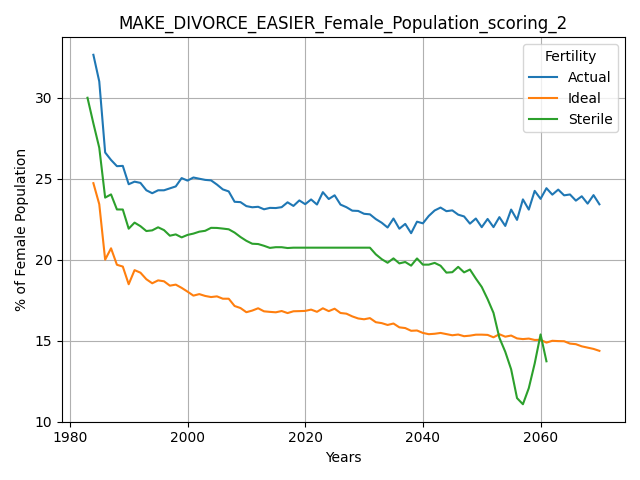 MAKE_DIVORCE_EASIER_Female_Population_scoring_2
Fertility
Actual
Ideal
Sterile
% of Female Population
30
25
20
15
10
1980
2000
2020
2040
2060
Years